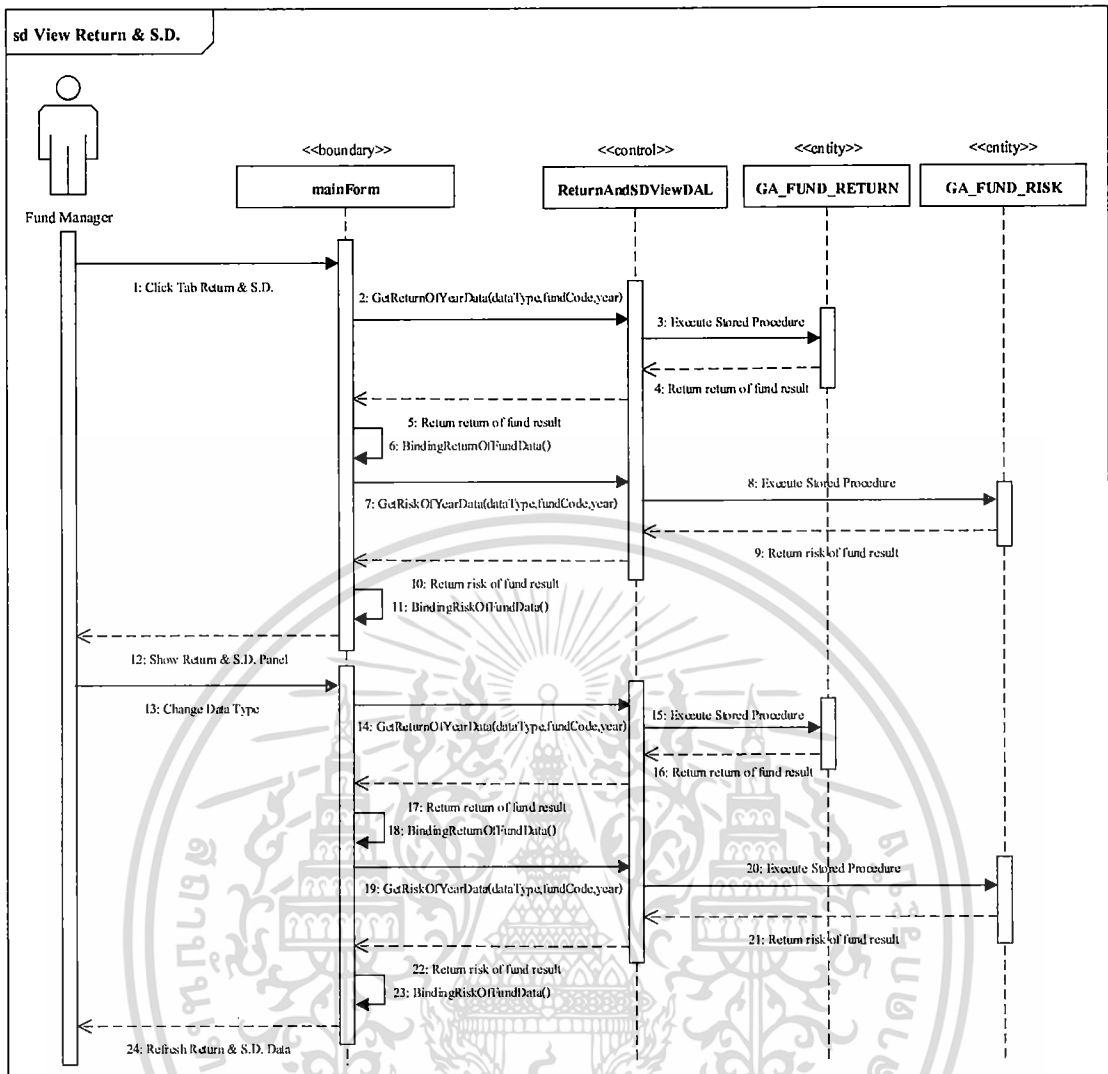 sd View Return & S.D.
Fund Manager
<<boundary>>
mainForm
<<control>>
ReturnAndSDViewDAL
<<entity>>
GA_FUND_RETURN
<<entity>>
GA_FUND_RISK
1: Click Tab Return & S.D.
2: GetReturnOfYearData(dataType,fundCode,year)
3: Execute Stored Procedure
4: Return return of fund result
5: Return return of fund result
6: BindingReturnOfFundData()
7: GetRiskOfYearData(dataType,fundCode,year)
8: Execute Stored Procedure
9: Return risk of fund result
10: Return risk of fund result
11: BindingRiskOfFundData()
12: Show Return & S.D. Panel
13: Change Data Type
14: GetReturnOfYearData(dataType,fundCode,year)
15: Execute Stored Procedure
16: Return return of fund result
17: Return return of fund result
18: BindingReturnOfFundData()
19: GetRiskOfYearData(dataType,fundCode,year)
20: Execute Stored Procedure
21: Return risk of fund result
22: Return risk of fund result
23: BindingRiskOfFundData()
24: Refresh Return & S.D. Data